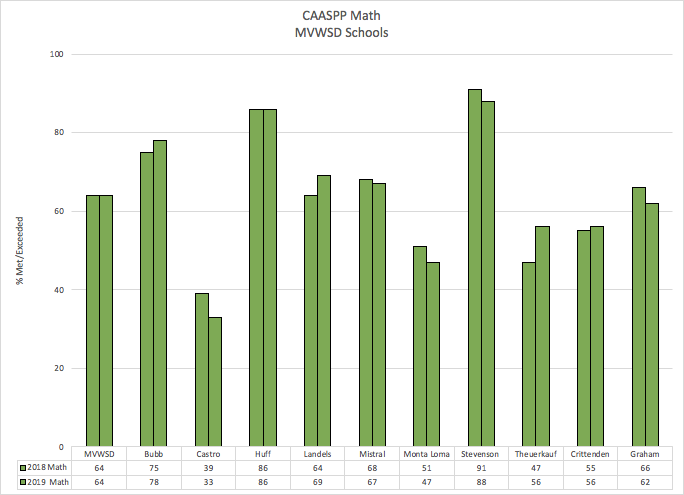 CAASPP Math
MVWSD Schools
100
80
60
40
20
0
% Met/Exceeded
MVWSD Bubb Castro Huff Landels Mistral Monta Loma Stevenson Theuerkauf Crittenden Graham
2018 Math 64 75 39 86 64 68 51 91 47 55 66
2019 Math 64 78 33 86 69 67 47 88 56 56 62